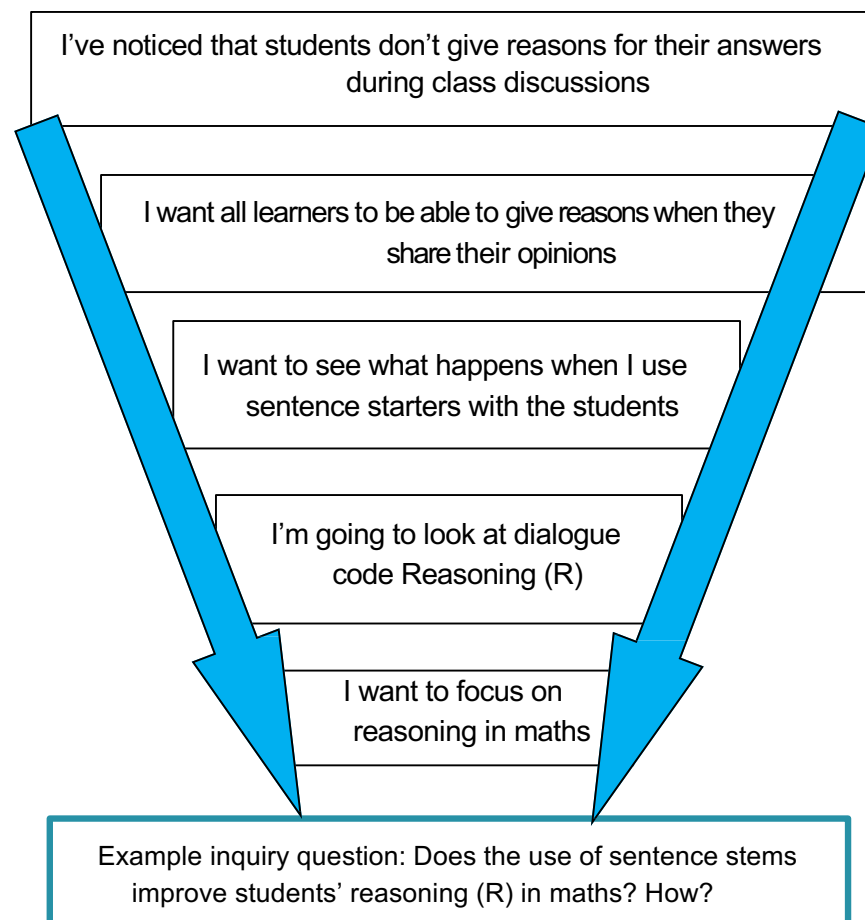 I’ve noticed that students don’t give reasons for their answers
during class discussions
I want all learners to be able to give reasons when they
share their opinions
I want to see what happens when I use
sentence starters with the students
I’m going to look at dialogue
code Reasoning (R)
I want to focus on
reasoning in maths
Example inquiry question: Does the use of sentence stems
improve students’ reasoning (R) in maths? How?